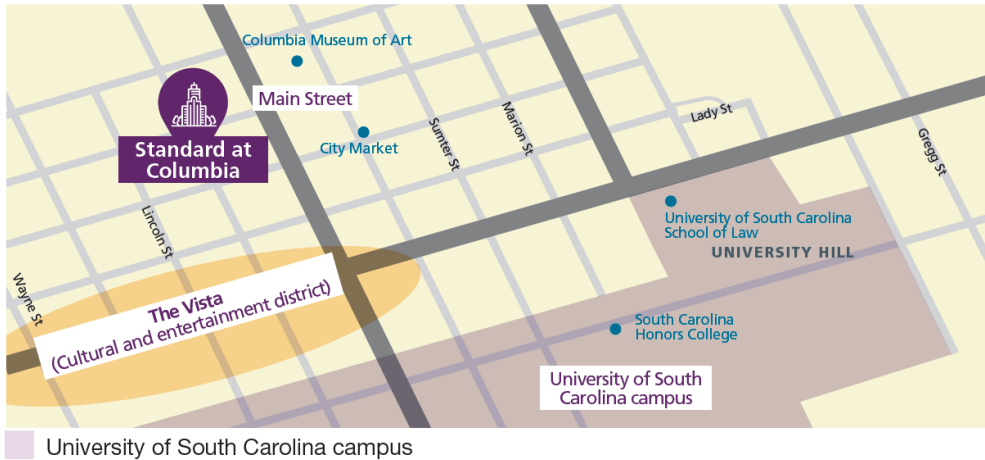 Columbia Museum of Art
Main Street
Standard at
Columbia
City Market
Sumter St
Marion St
Lady St
Gregg St
Lincoln St
Wayne St
University of South Carolina
School of Law
UNIVERSITY HILL
The Vista
(Cultural and entertainment district)
South Carolina
Honors College
University of South
Carolina campus
University of South Carolina campus